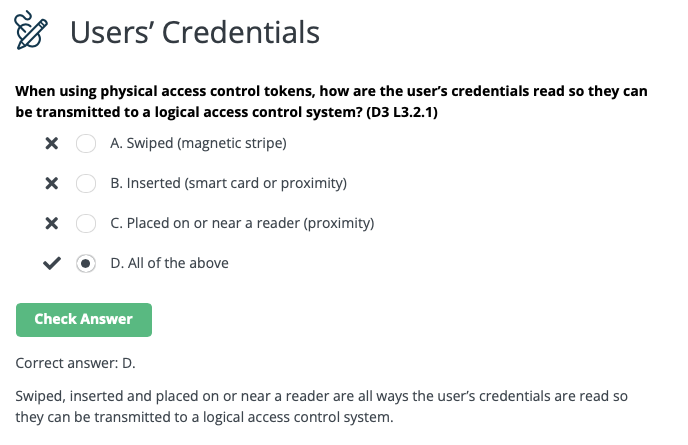 Users’ Credentials
When using physical access control tokens, how are the user’s credentials read so they can
be transmitted to a logical access control system? (D3 L3.2.1)
A. Swiped (magnetic stripe)
B. Inserted (smart card or proximity)
C. Placed on or near a reader (proximity)
D. All of the above
Check Answer
Correct answer: D.
Swiped, inserted and placed on or near a reader are all ways the user’s credentials are read so
they can be transmitted to a logical access control system.